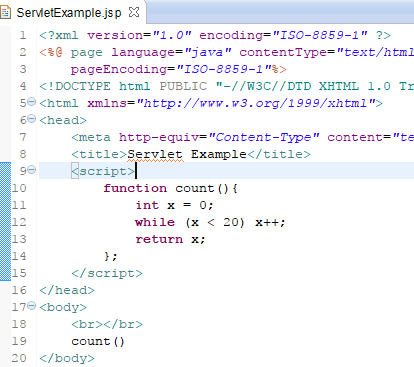 ServletExample.jsp
1 <?xml version="1.0" encoding="ISO-8859-1" ?>
2 <%@ page language="java" contentType="text/html
3 pageEncoding="ISO-8859-1"%>
4 <!DOCTYPE html PUBLIC "-//W3C//DTD XHTML 1.0 Tr
5 <html xmlns="http://www.w3.org/1999/xhtml">
6 <head>
7 <meta http-equiv="Content-Type" content="te
8 <title>Servlet Example</title>
9 <script>
10 function count(){
11 int x = 0;
12 while (x < 20) x++;
13 return x;
14 };
15 </script>
16 </head>
17 <body>
18 <br></br>
19 count()
20 </body>